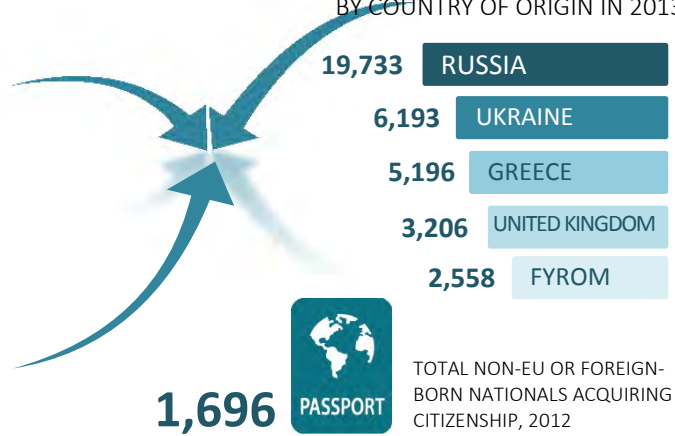 BY COUNTRY OF ORIGIN IN 2013
19,733 RUSSIA
6,193 UKRAINE
5,196 GREECE
3,206 UNITED KINGDOM
2,558 FYROM
1,696
PASSPORT
TOTAL NON-EU OR FOREIGN-
BORN NATIONALS ACQUIRING
CITIZENSHIP, 2012